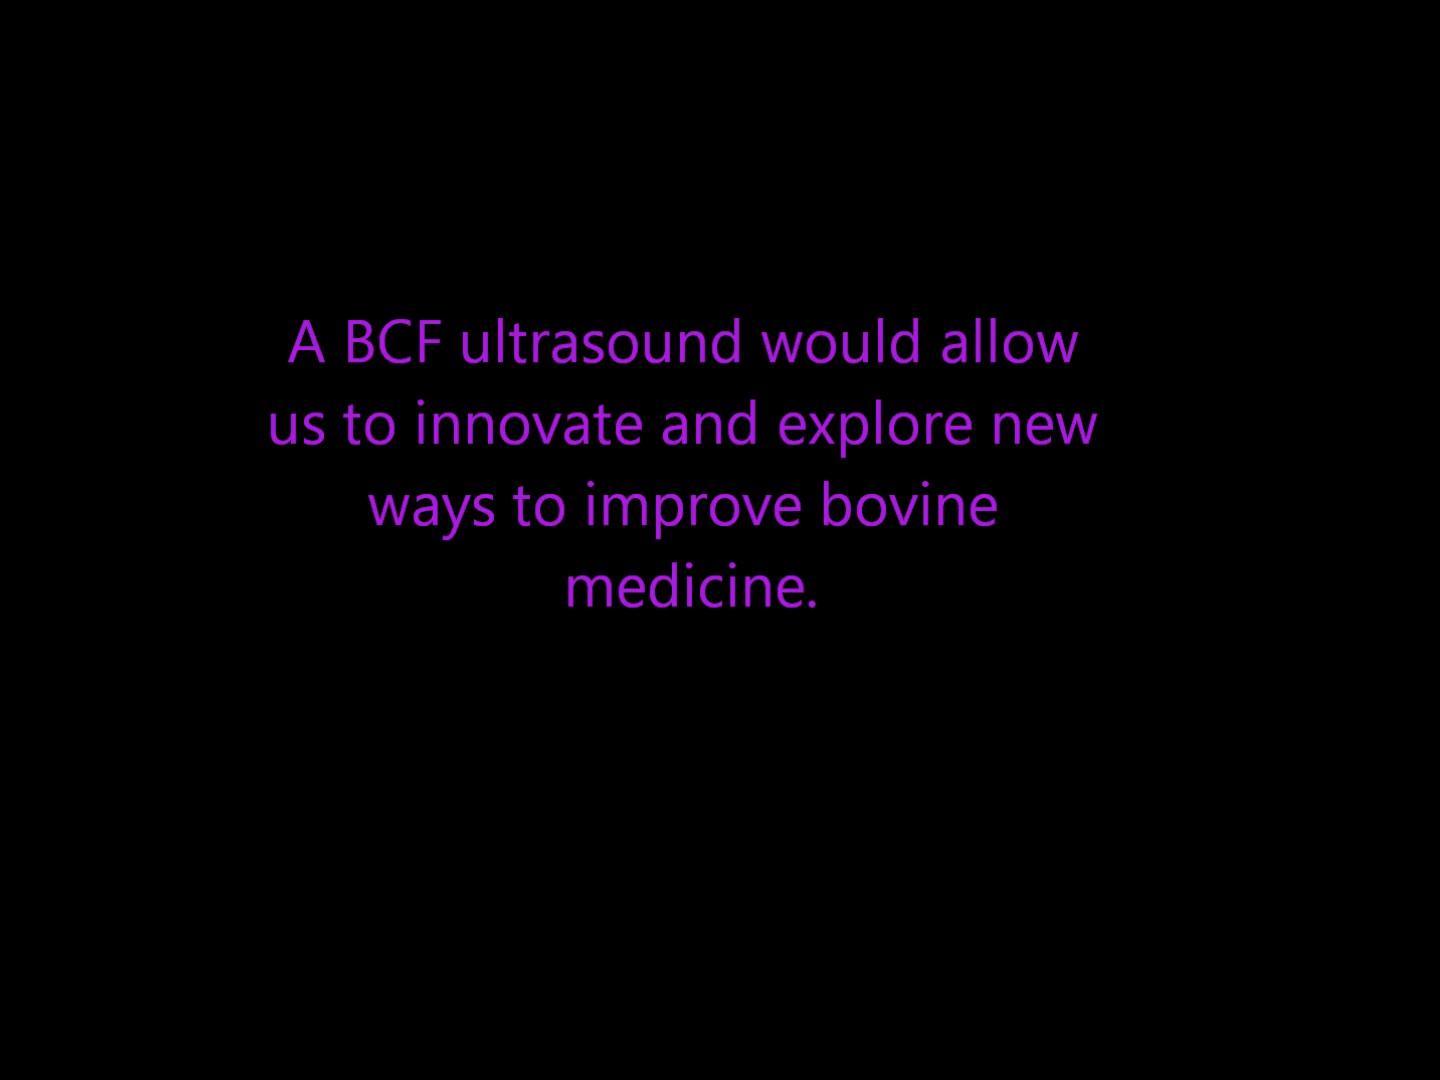 A BCF ultrasound would allow
us to innovate and explore new
ways to improve bovine
medicine.